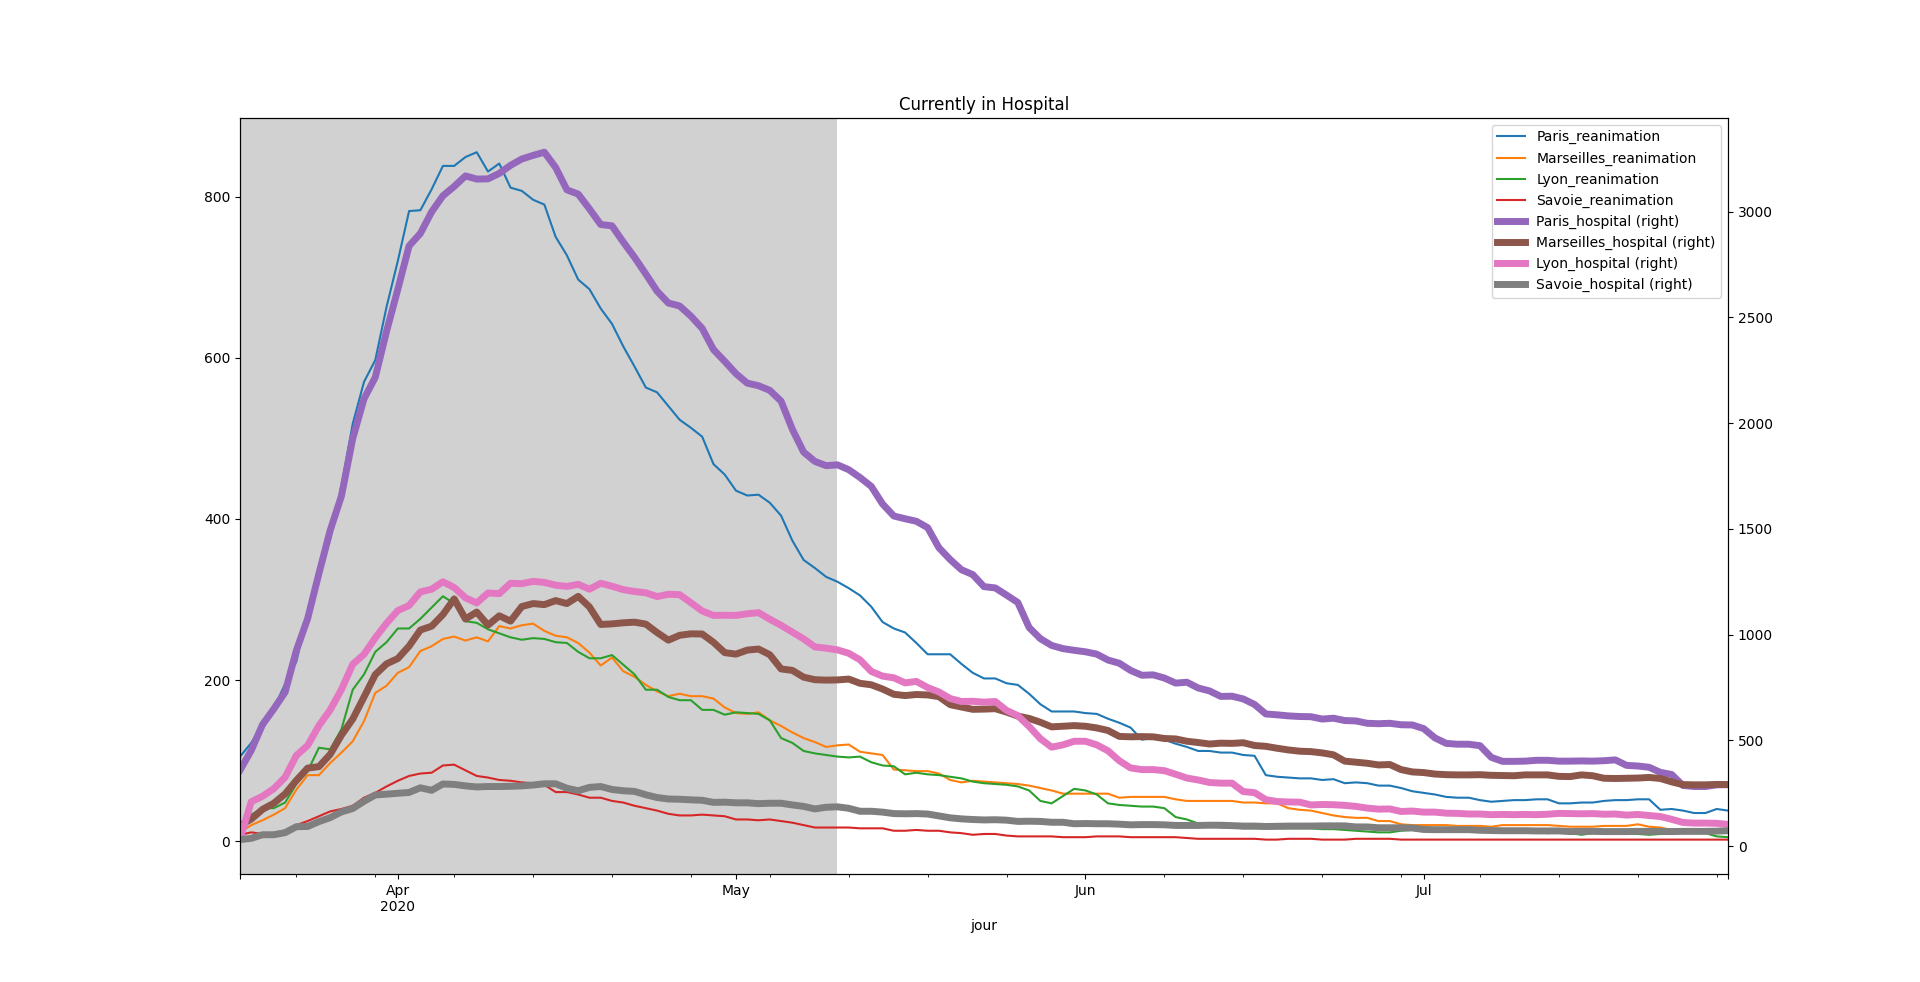 Currently in Hospital
Paris_reanimation
Marseilles_reanimation
Lyon_reanimation
Savoie_reanimation
Paris_hospital (right)
Marseilles_hospital (right)
Lyon_hospital (right)
Savoie_hospital (right)
800
600
400
200
0
3000
2500
2000
1500
1000
500
0
Apr
2020
May
Jun
Jul
jour